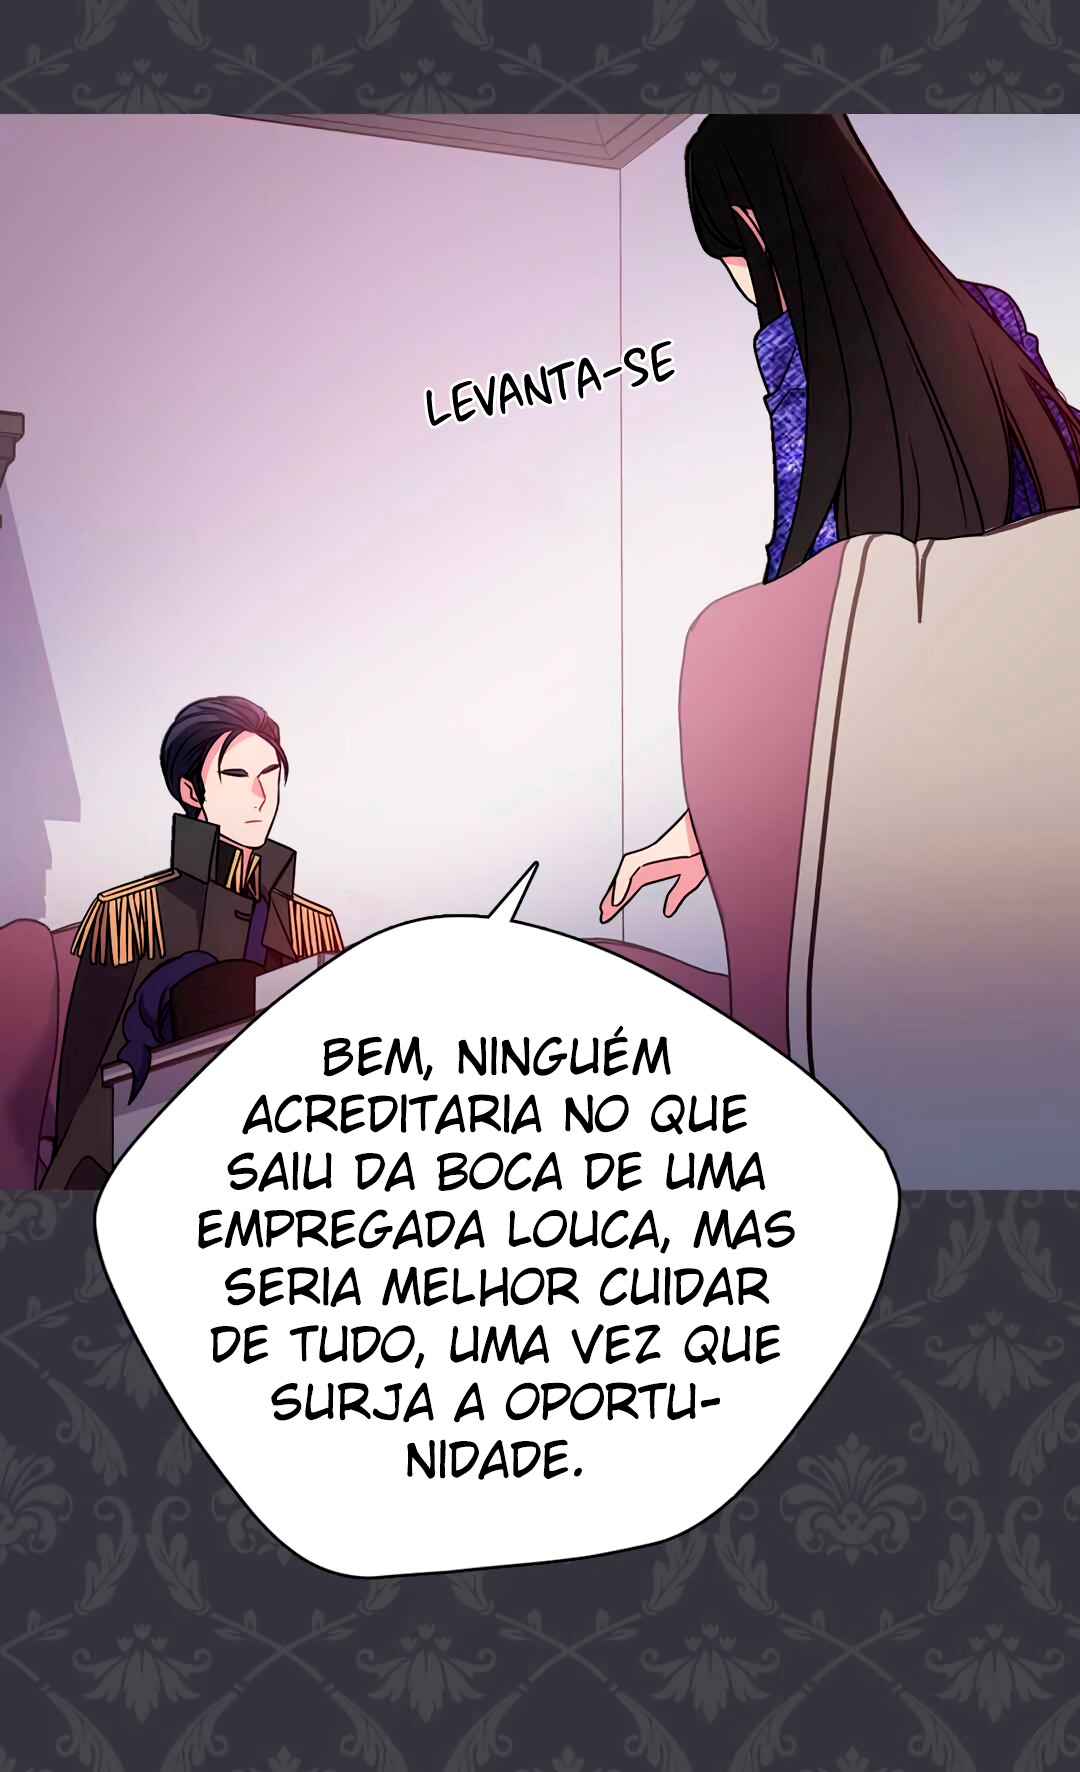 LEVANTA-SE
BEM, NINGUÉM
ACREDITARIA NO QUE
SAIU DA BOCA DE UMA
EMPREGADA LOUCA, MAS
SERIA MELHOR CUIDAR
DE TUDO, UMA VEZ QUE
SURJA A OPORTU-
NIDADE.